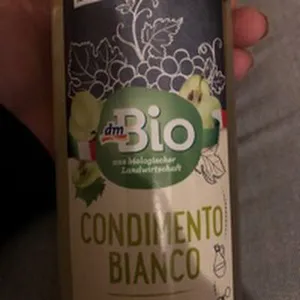 dm
Bio
aus biologischer
Landwirtschaft
CONDIMENTO
BIANCO